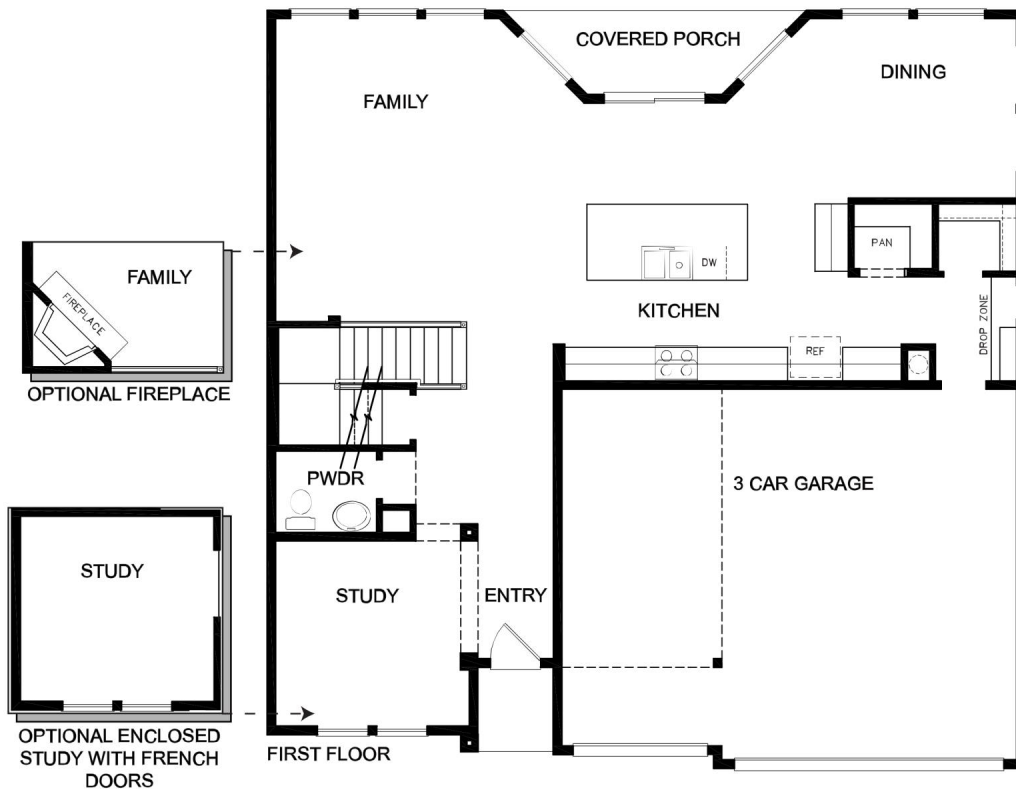 COVERED PORCH
DINING
FAMILY
PAN
DW
FAMILY
FIREPLACE
KITCHEN
DROP ZONE
REF
OPTIONAL FIREPLACE
PWDR
3 CAR GARAGE
STUDY
STUDY
ENTRY
OPTIONAL ENCLOSED
STUDY WITH FRENCH
DOORS
FIRST FLOOR